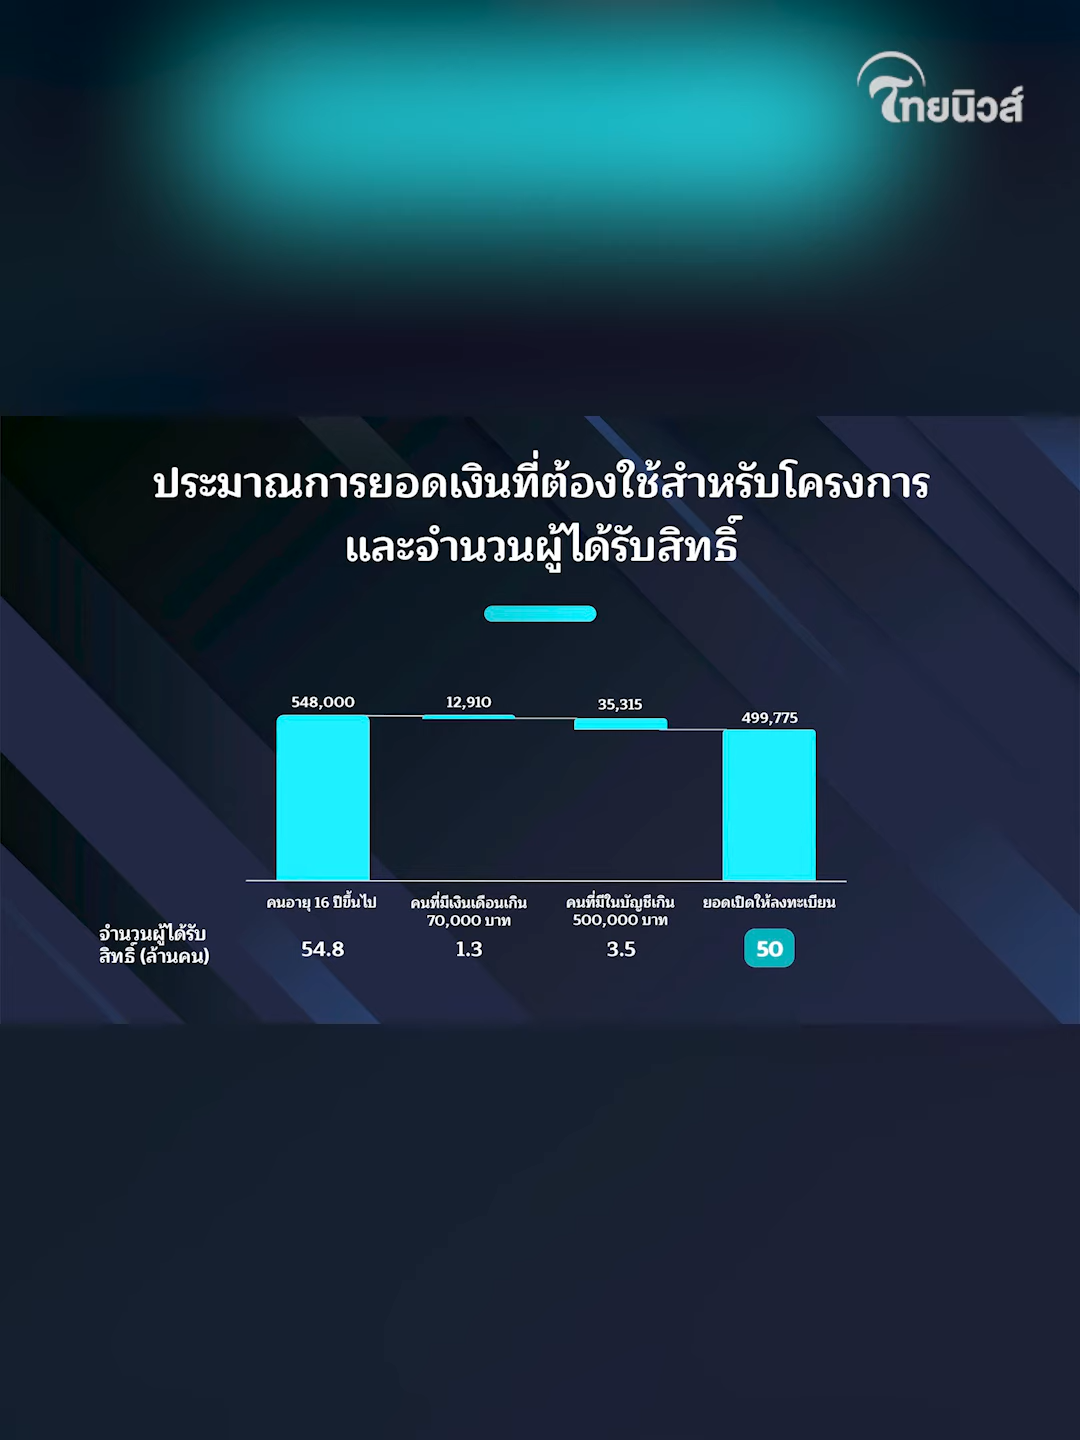 ไทยนิวส์
ประมาณการยอดเงินที่ต้องใช้สำหรับโครงการ
และจำนวนผู้ได้รับสิทธิ์
548,000
12,910
35,315
499,775
คนอายุ 16 ปีขึ้นไป
คนที่มีเงินเดือนเกิน
70,000 บาท
คนที่มีในบัญชีเกิน
500,000 บาท
ยอดเปิดให้ลงทะเบียน
จำนวนผู้ได้รับ
สิทธิ์ (ล้านคน)
54.8
1.3
3.5
50